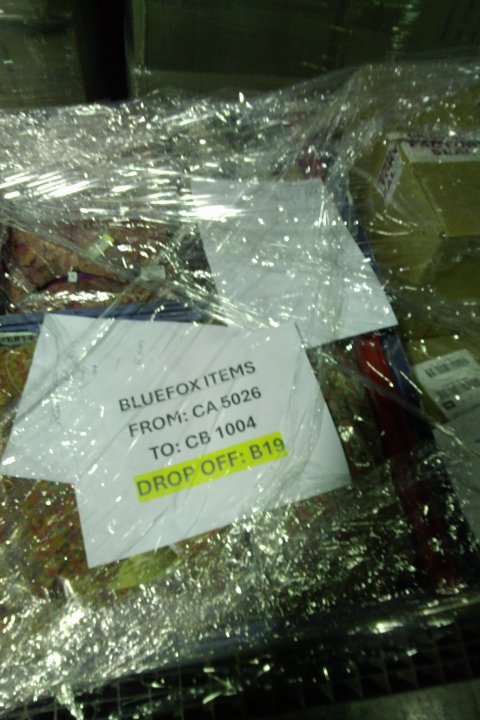 BLUEFOX ITEMS
FROM: CA 5026
TO: CB 1004
DROP OFF: B19